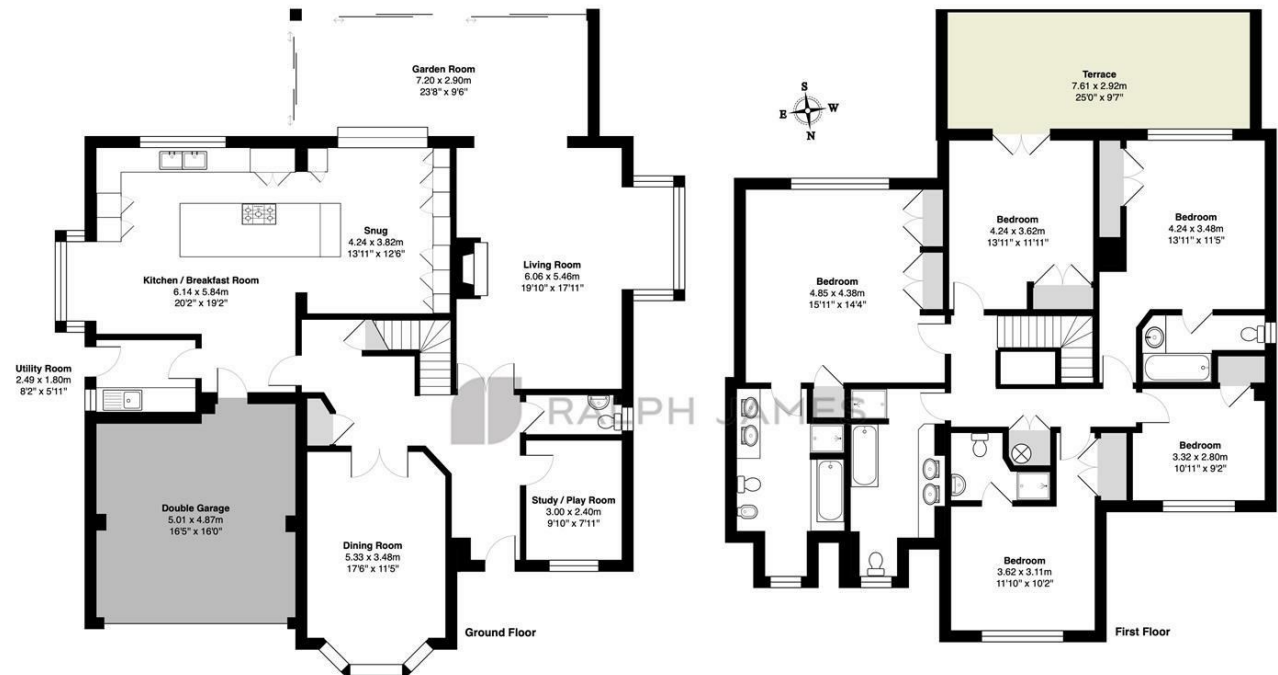 Garden Room
7.20 x 2.90m
23'8" x 9'6"
Snug
4.24 x 3.82m
13'11" x 12'6"
Kitchen / Breakfast Room
6.14 x 5.84m
20'2" x 19'2"
Living Room
6.06 x 5.46m
19'10" x 17'11"
Utility Room
2.49 x 1.80m
8'2" x 5'11"
Double Garage
5.01 x 4.87m
16'5" x 16'0"
Dining Room
5.33 x 3.48m
17'6" x 11'5"
Study / Play Room
3.00 x 2.40m
9'10" x 7'11"
Ground Floor
RALPH JAMES
Terrace
7.61 x 2.92m
25'0" x 9'7"
S
E W
N
Bedroom
4.24 x 3.62m
13'11" x 11'11"
Bedroom
4.24 x 3.48m
13'11" x 11'5"
Bedroom
4.85 x 4.38m
15'11" x 14'4"
Bedroom
3.32 x 2.80m
10'11" x 9'2"
Bedroom
3.62 x 3.11m
11'10" x 10'2"
First Floor